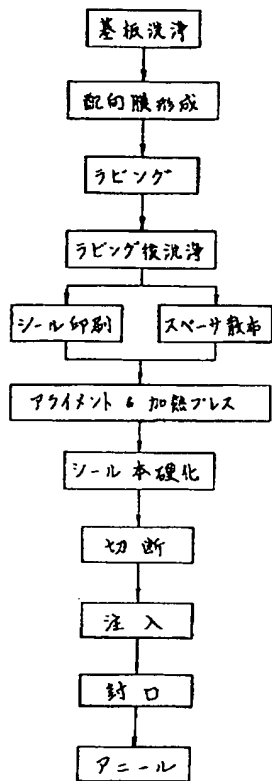 基板洗浄
配向膜形成
ラビング
ラビング後洗浄
シール印刷
スペーサ散布
アライメント & 加熱プレス
シール本硬化
切断
注入
封口
アニール